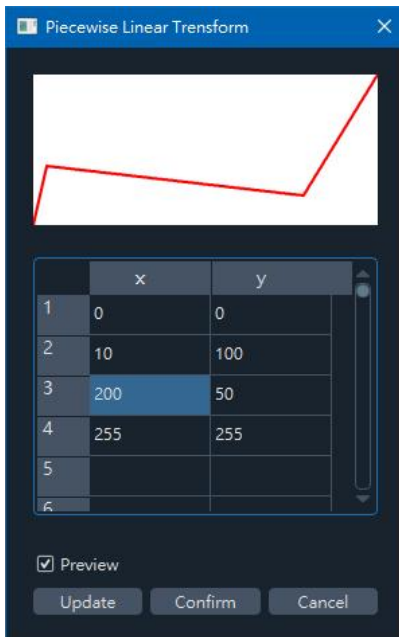 Piecewise Linear Trensform
x y
1 0 0
2 10 100
3 200 50
4 255 255
5
6
Preview
Update Confirm Cancel